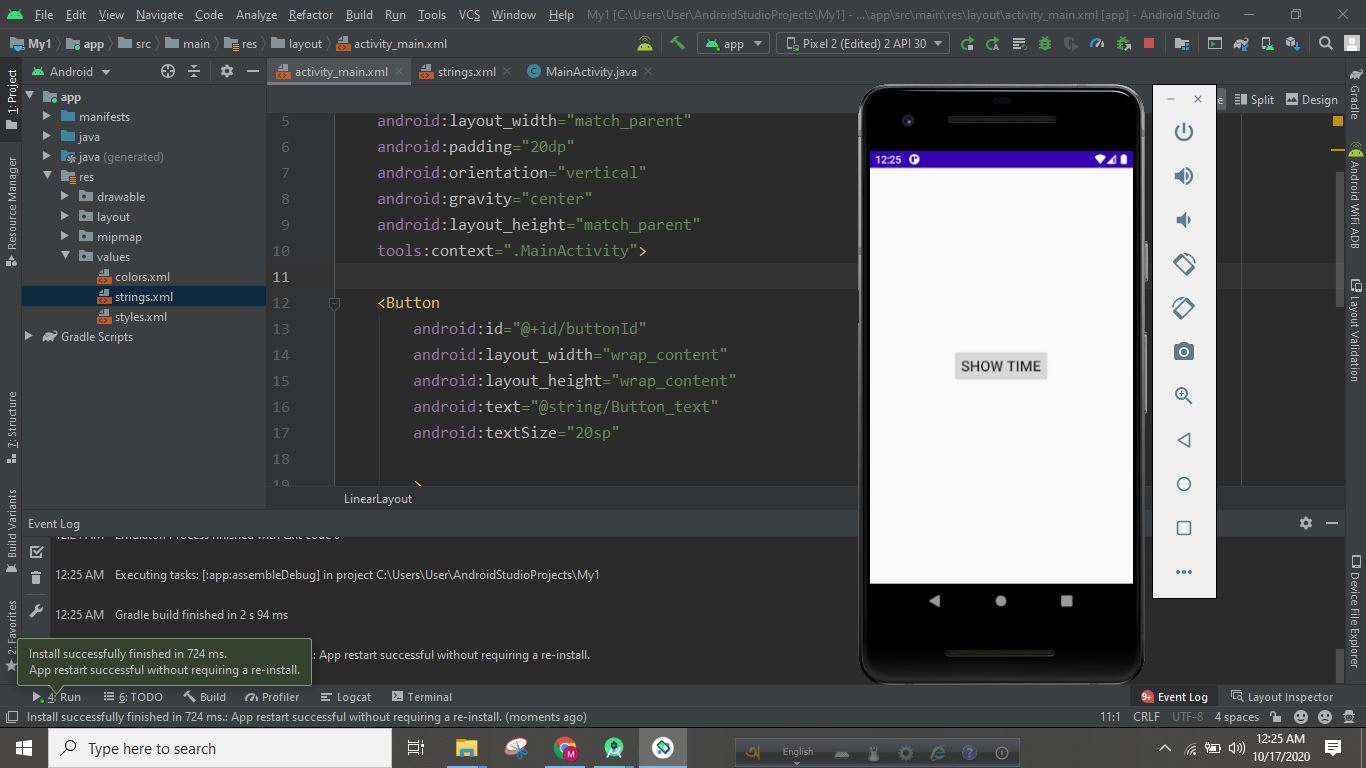 File Edit View Navigate Code Analyze Refactor Build Run Tools VCS Window Help My1 [C:\Users\User\AndroidStudioProjects\My1] - ...\app\src\main\res\layout\activity_main.xml [app] - Android Studio
My1 app src main res layout activity_main.xml app Pixel 2 (Edited) 2 API 30
Android
activity_main.xml strings.xml MainActivity.java
Split Design
1: Project
Resource Manager
7: Structure
Build Variants
2: Favorites
app
manifests
java
java (generated)
res
drawable
layout
mipmap
values
colors.xml
strings.xml
styles.xml
Gradle Scripts
5 android:layout_width="match_parent"
6 android:padding="20dp"
7 android:orientation="vertical"
8 android:gravity="center"
9 android:layout_height="match_parent"
10 tools:context=".MainActivity">
11
12 <Button
13 android:id="@+id/buttonId"
14 android:layout_width="wrap_content"
15 android:layout_height="wrap_content"
16 android:text="@string/Button_text"
17 android:textSize="20sp"
18
19
LinearLayout
12:25
SHOW TIME
Gradle
Android WiFi ADB
Layout Validation
Device File Explorer
Event Log
12:24 AM Emulator: Process finished with exit code 0
12:25 AM Executing tasks: [:app:assembleDebug] in project C:\Users\User\AndroidStudioProjects\My1
12:25 AM Gradle build finished in 2 s 94 ms
.: App restart successful without requiring a re-install.
Install successfully finished in 724 ms.
App restart successful without requiring a re-install.
4: Run 6: TODO Build Profiler Logcat Terminal 9+ Event Log Layout Inspector
Install successfully finished in 724 ms.: App restart successful without requiring a re-install. (moments ago) 11:1 CRLF UTF-8 4 spaces
Type here to search
English
12:25 AM
10/17/2020